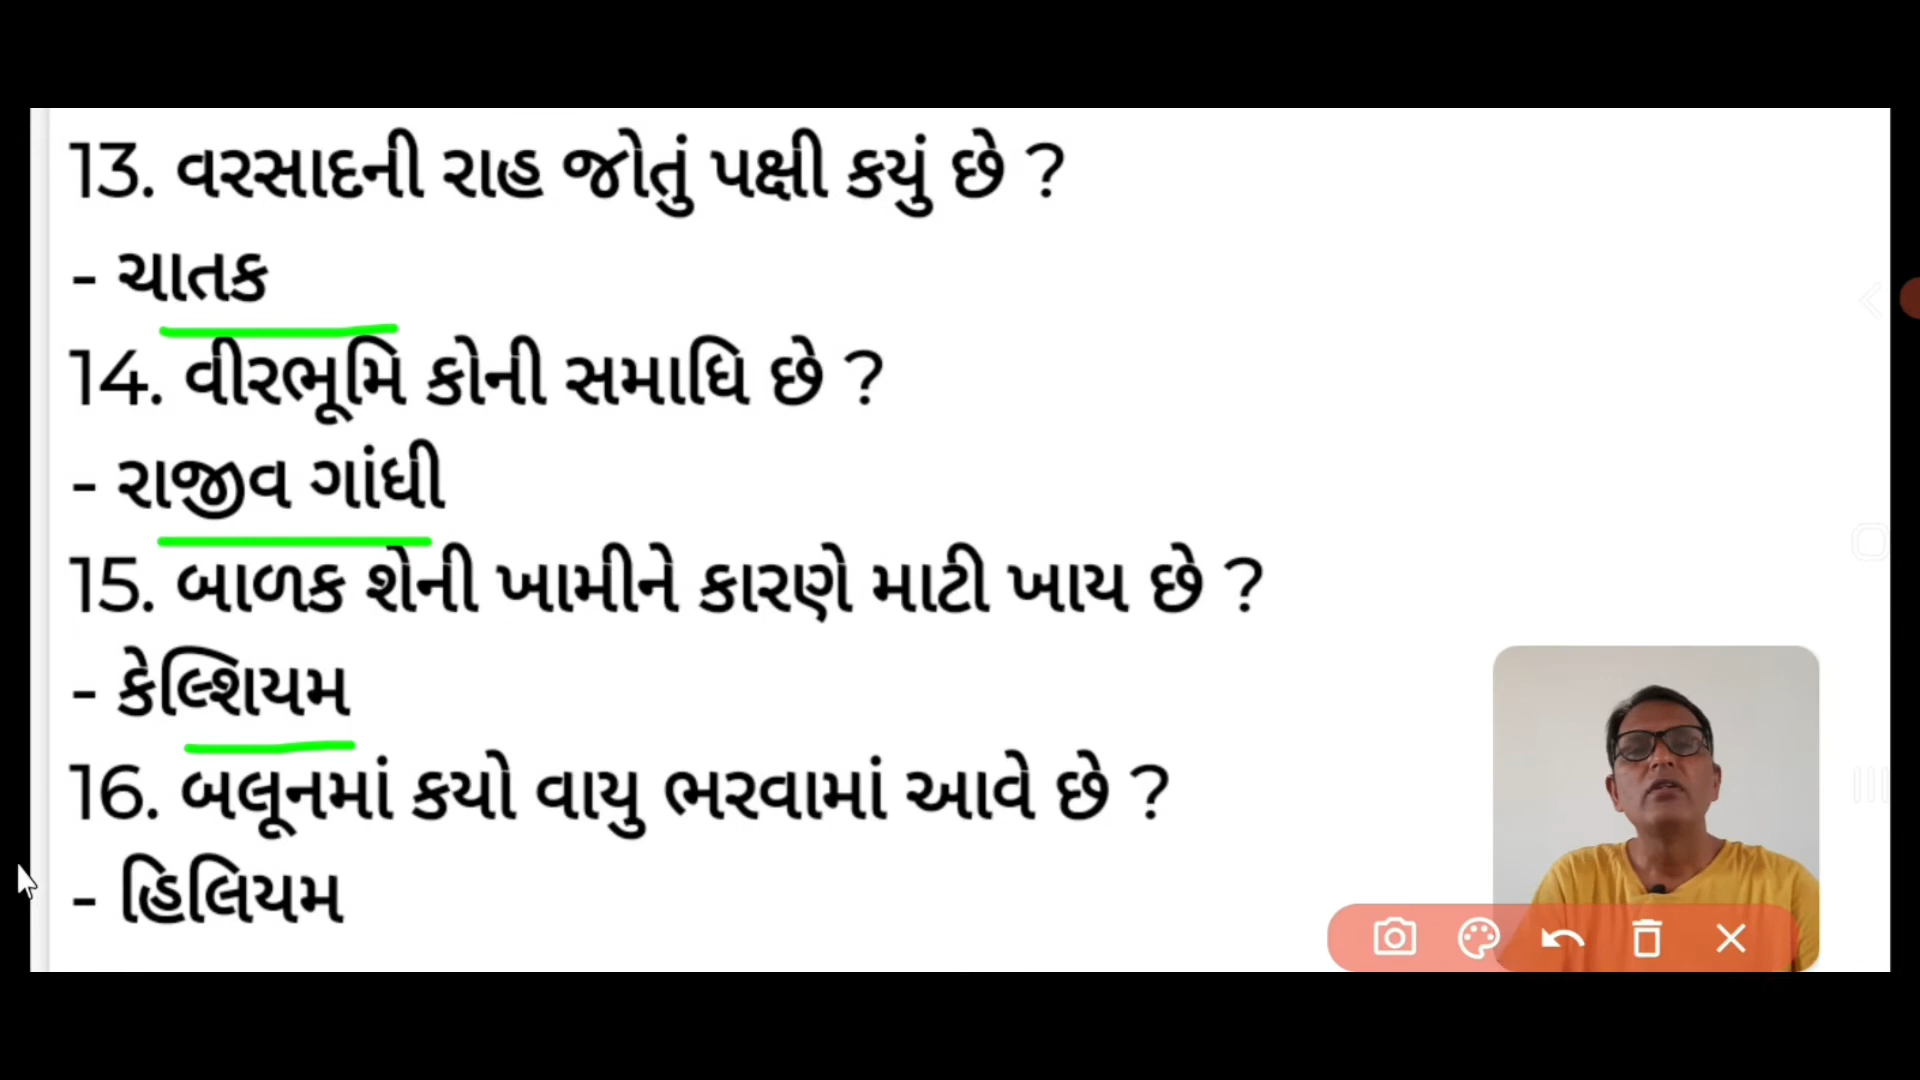 13. વરસાદની રાહ જોતું પક્ષી કયું છે ?
- ચાતક
14. વીરભૂમિ કોની સમાધિ છે ?
- રાજીવ ગાંધી
15. બાળક શેની ખામીને કારણે માટી ખાય છે ?
- કેલ્શિયમ
16. બલૂનમાં કયો વાયુ ભરવામાં આવે છે ?
- હિલિયમ